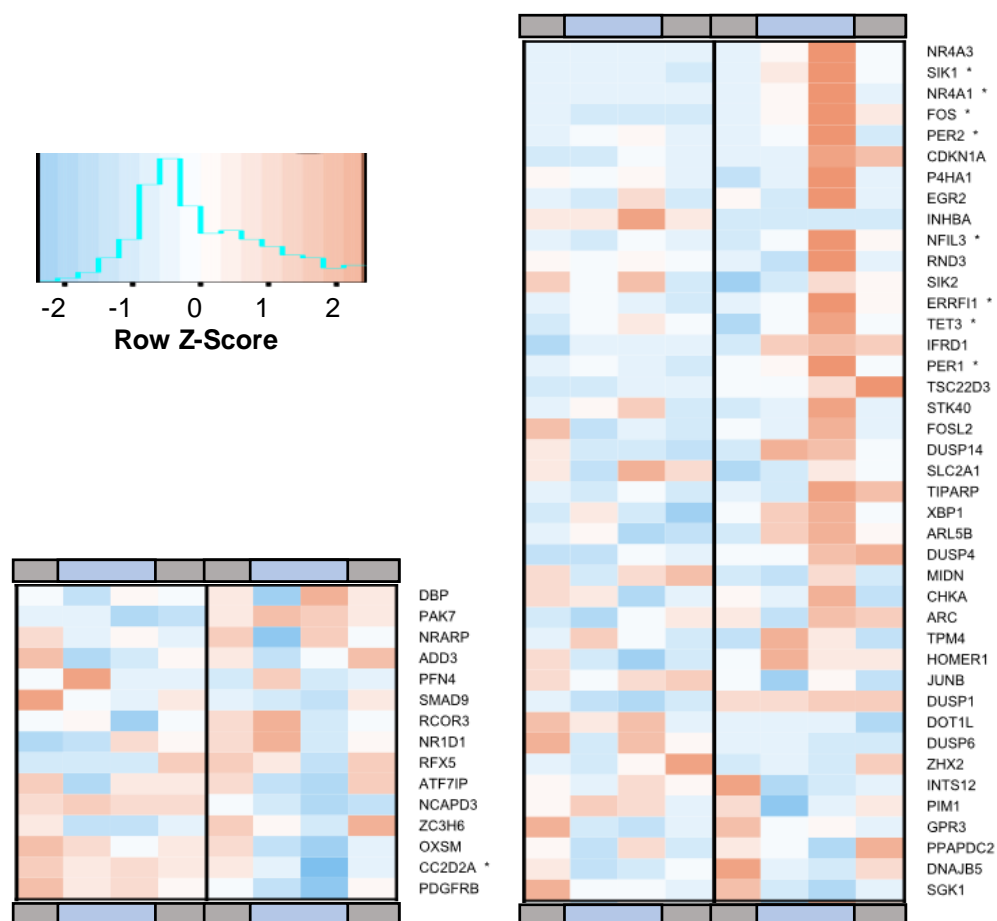 -2 -1 0 1 2
Row Z-Score
DBP
PAK7
NRARP
ADD3
PFN4
SMAD9
RCOR3
NR1D1
RFX5
ATF7IP
NCAPD3
ZC3H6
OXSM
CC2D2A *
PDGFRB
NR4A3
SIK1 *
NR4A1 *
FOS *
PER2 *
CDKN1A
P4HA1
EGR2
INHBA
NFIL3 *
RND3
SIK2
ERRFI1 *
TET3 *
IFRD1
PER1 *
TSC22D3
STK40
FOSL2
DUSP14
SLC2A1
TIPARP
XBP1
ARL5B
DUSP4
MIDN
CHKA
ARC
TPM4
HOMER1
JUNB
DUSP1
DOT1L
DUSP6
ZHX2
INTS12
PIM1
GPR3
PPAPDC2
DNAJB5
SGK1